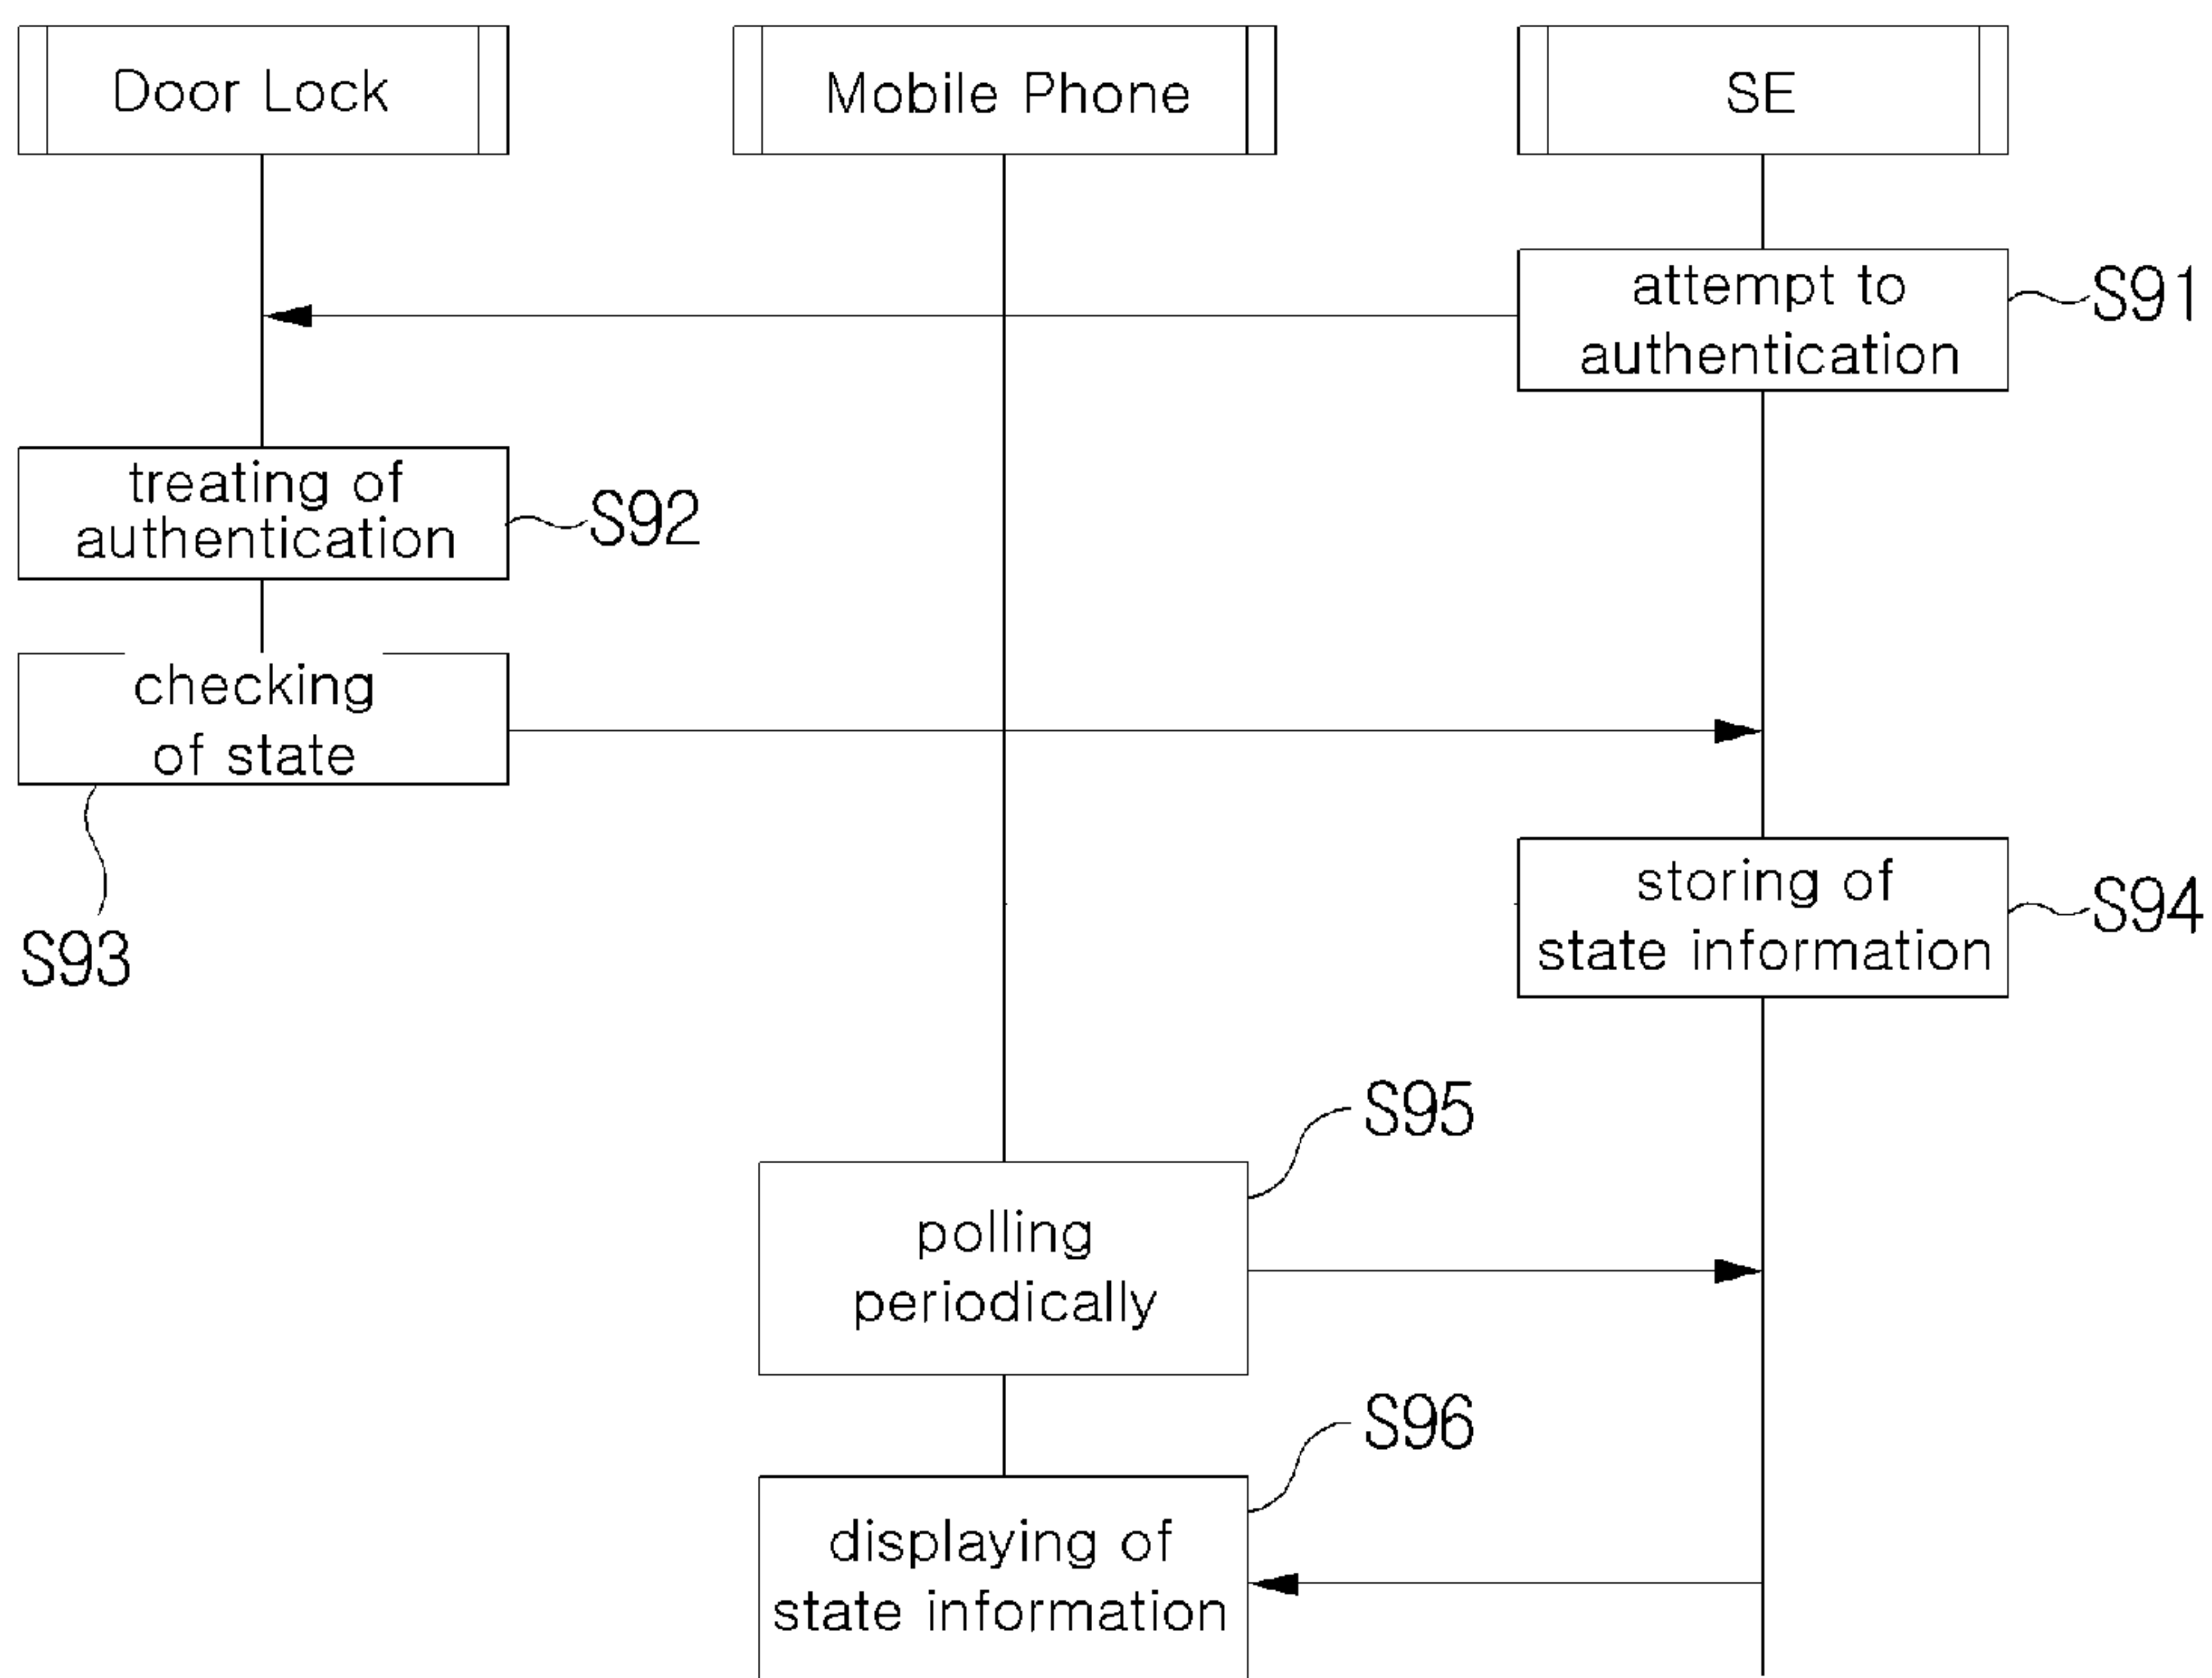 Door Lock
Mobile Phone
SE
attempt to
authentication
S91
treating of
authentication
S92
checking
of state
S93
storing of
state information
S94
polling
periodically
S95
displaying of
state information
S96